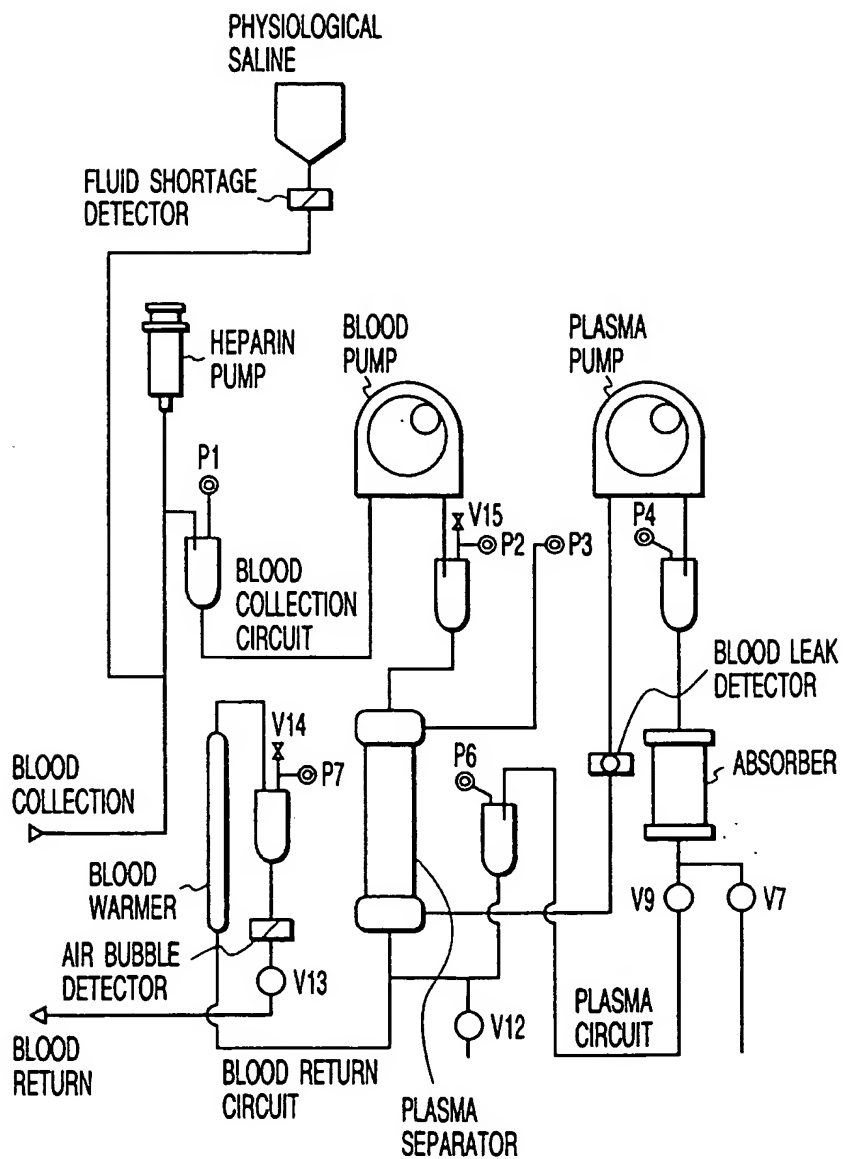 PHYSIOLOGICAL
SALINE
FLUID SHORTAGE
DETECTOR
HEPARIN
PUMP
BLOOD
PUMP
PLASMA
PUMP
P1
V15
P2
P3
P4
BLOOD
COLLECTION
CIRCUIT
BLOOD LEAK
DETECTOR
V14
P7
P6
ABSORBER
BLOOD
COLLECTION
BLOOD
WARMER
V9
V7
AIR BUBBLE
DETECTOR
V13
V12
PLASMA
CIRCUIT
BLOOD
RETURN
BLOOD RETURN
CIRCUIT
PLASMA
SEPARATOR